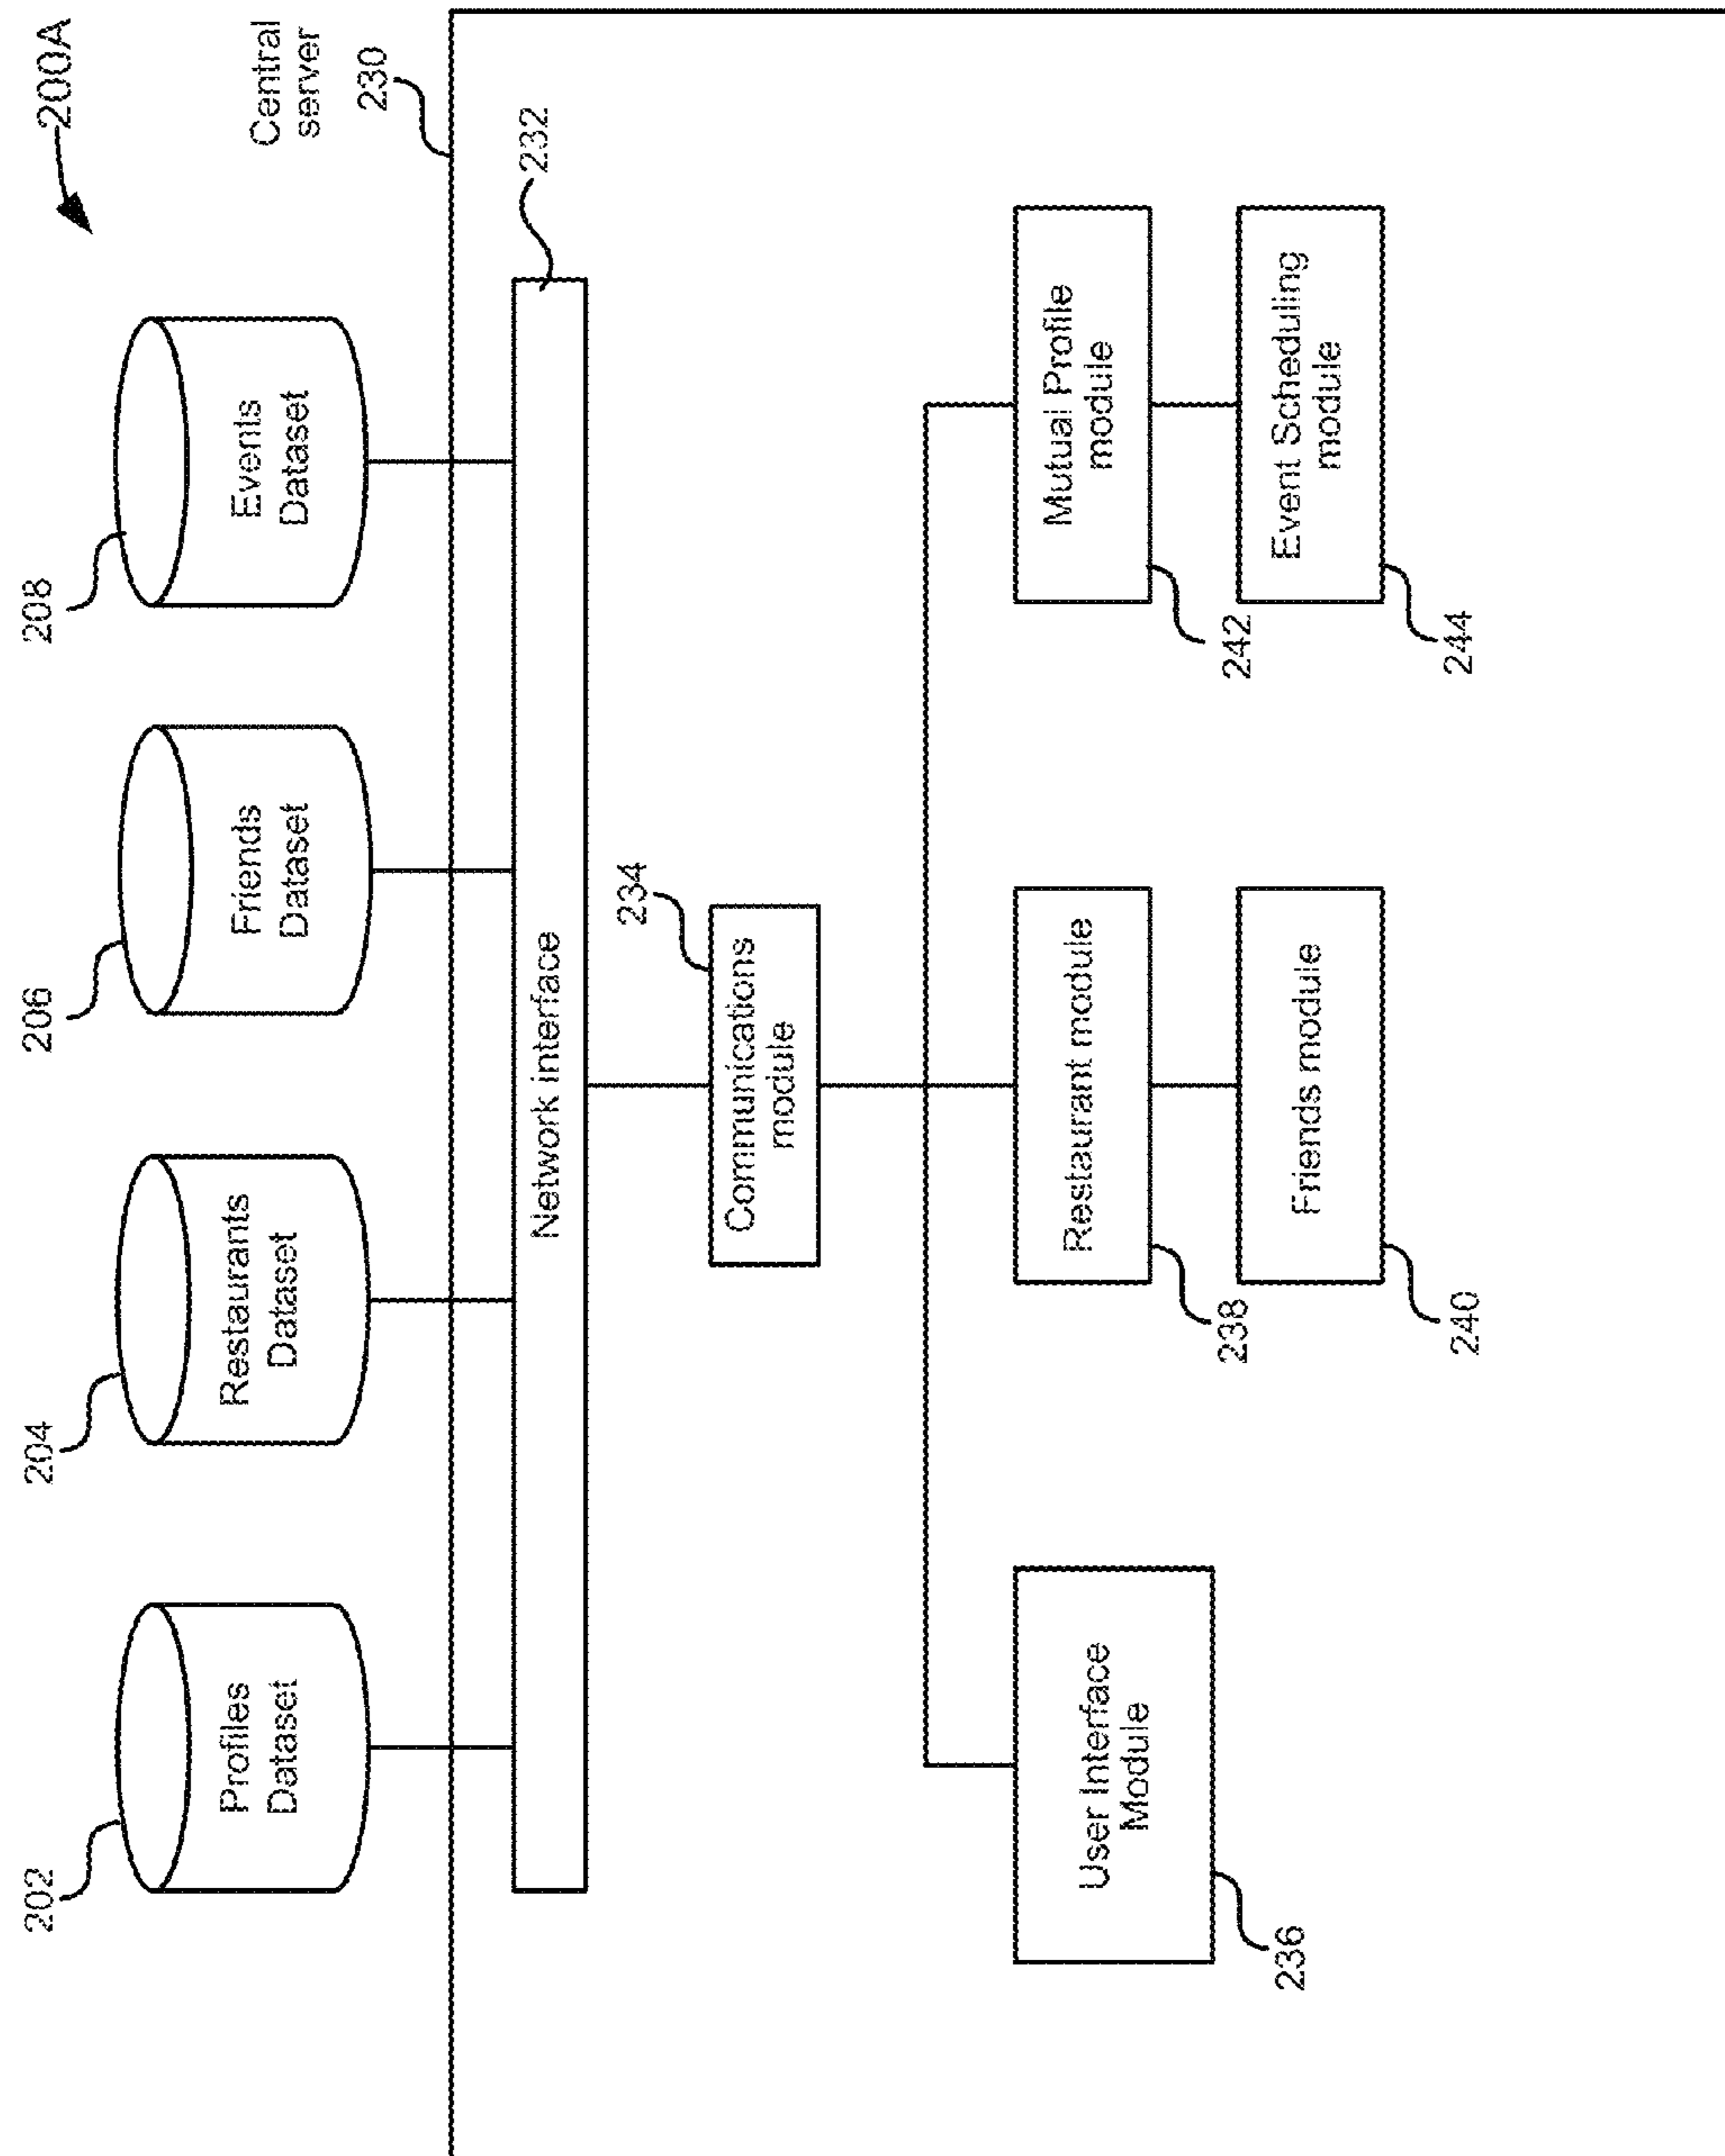 200A
202
204
206
208
Profiles
Dataset
Restaurants
Dataset
Friends
Dataset
Events
Dataset
Central
server
230
Network interface
232
234
Communications
module
User Interface
Module
236
Restaurant module
238
Friends module
240
Mutual Profile
module
242
Event Scheduling
module
244